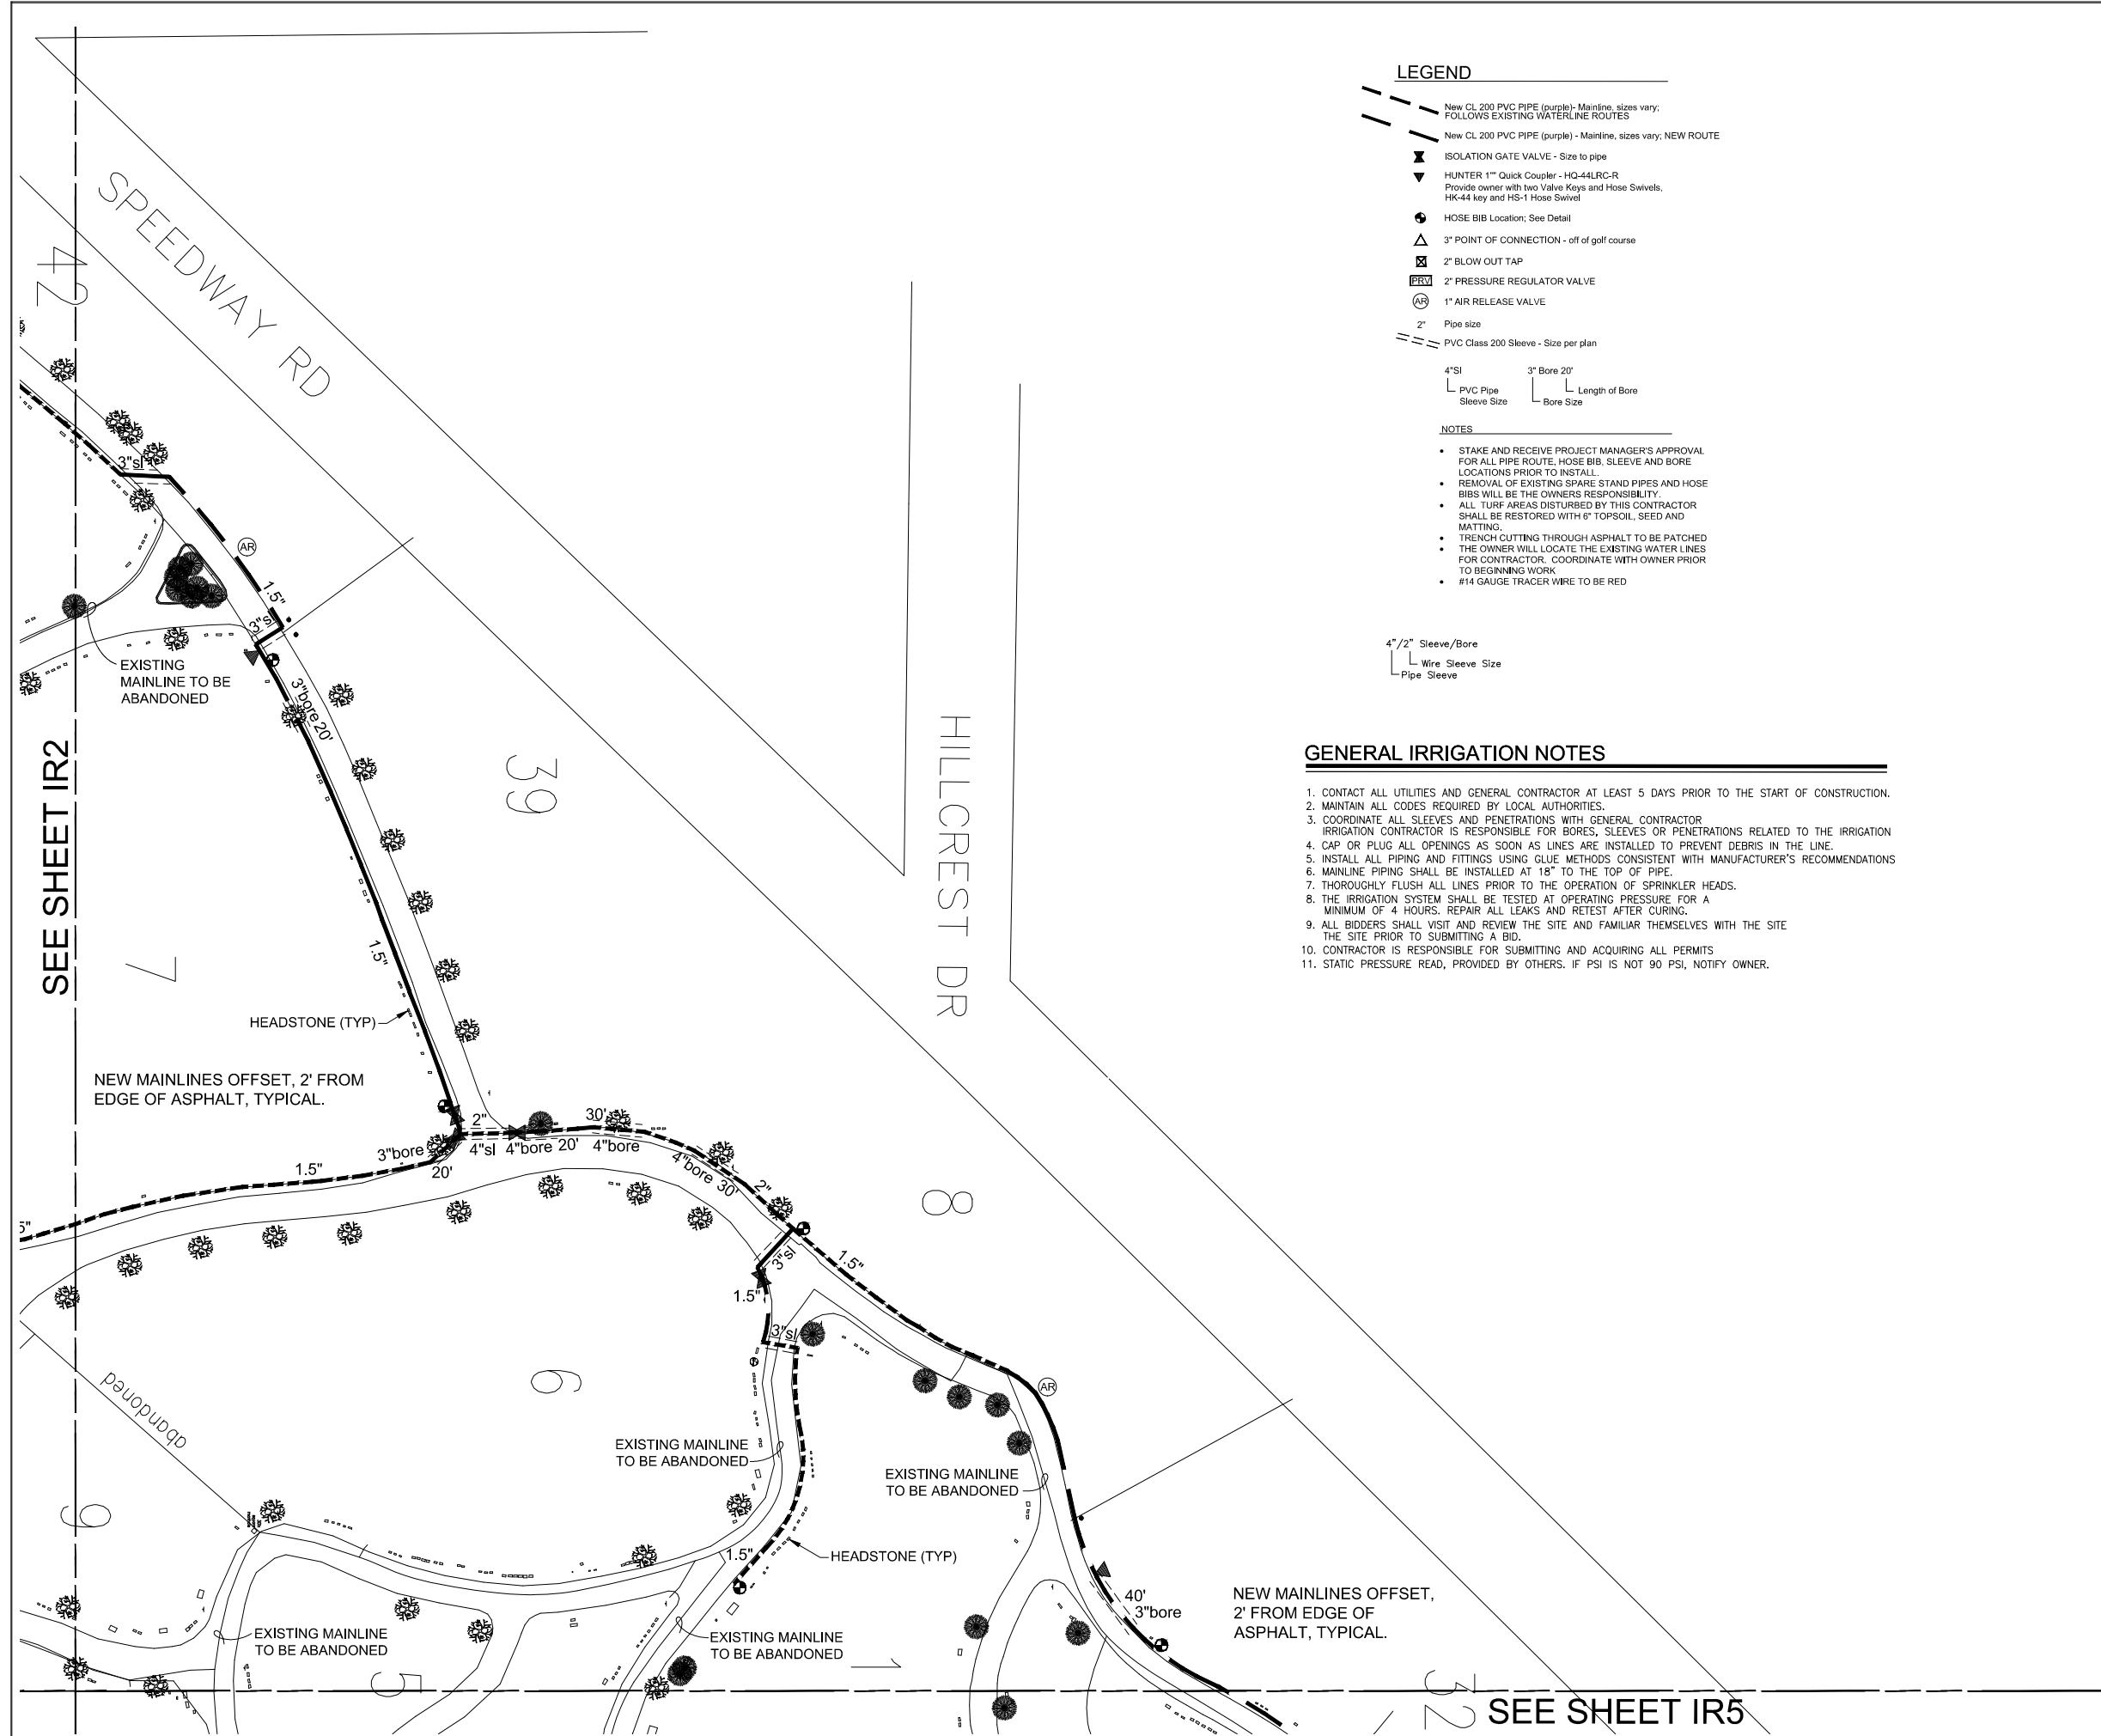 LEGEND
New CL 200 PVC PIPE (purple)- Mainline, sizes vary;
FOLLOWS EXISTING WATERLINE ROUTES
New CL 200 PVC PIPE (purple) - Mainline, sizes vary; NEW ROUTE
ISOLATION GATE VALVE - Size to pipe
HUNTER 1"" Quick Coupler - HQ-44LRC-R
Provide owner with two Valve Keys and Hose Swivels,
HK-44 key and HS-1 Hose Swivel
HOSE BIB Location; See Detail
3" POINT OF CONNECTION - off of golf course
2" BLOW OUT TAP
PRV 2" PRESSURE REGULATOR VALVE
AR 1" AIR RELEASE VALVE
2" Pipe size
PVC Class 200 Sleeve - Size per plan
4"Sl 3" Bore 20'
PVC Pipe Length of Bore
Sleeve Size Bore Size
NOTES
• STAKE AND RECEIVE PROJECT MANAGER'S APPROVAL
FOR ALL PIPE ROUTE, HOSE BIB, SLEEVE AND BORE
LOCATIONS PRIOR TO INSTALL.
• REMOVAL OF EXISTING SPARE STAND PIPES AND HOSE
BIBS WILL BE THE OWNERS RESPONSIBILITY.
• ALL TURF AREAS DISTURBED BY THIS CONTRACTOR
SHALL BE RESTORED WITH 6" TOPSOIL, SEED AND
MATTING.
• TRENCH CUTTING THROUGH ASPHALT TO BE PATCHED
• THE OWNER WILL LOCATE THE EXISTING WATER LINES
FOR CONTRACTOR. COORDINATE WITH OWNER PRIOR
TO BEGINNING WORK
• #14 GAUGE TRACER WIRE TO BE RED
4"/2" Sleeve/Bore
Wire Sleeve Size
Pipe Sleeve
GENERAL IRRIGATION NOTES
1. CONTACT ALL UTILITIES AND GENERAL CONTRACTOR AT LEAST 5 DAYS PRIOR TO THE START OF CONSTRUCTION.
2. MAINTAIN ALL CODES REQUIRED BY LOCAL AUTHORITIES.
3. COORDINATE ALL SLEEVES AND PENETRATIONS WITH GENERAL CONTRACTOR
IRRIGATION CONTRACTOR IS RESPONSIBLE FOR BORES, SLEEVES OR PENETRATIONS RELATED TO THE IRRIGATION
4. CAP OR PLUG ALL OPENINGS AS SOON AS LINES ARE INSTALLED TO PREVENT DEBRIS IN THE LINE.
5. INSTALL ALL PIPING AND FITTINGS USING GLUE METHODS CONSISTENT WITH MANUFACTURER'S RECOMMENDATIONS
6. MAINLINE PIPING SHALL BE INSTALLED AT 18" TO THE TOP OF PIPE.
7. THOROUGHLY FLUSH ALL LINES PRIOR TO THE OPERATION OF SPRINKLER HEADS.
8. THE IRRIGATION SYSTEM SHALL BE TESTED AT OPERATING PRESSURE FOR A
MINIMUM OF 4 HOURS. REPAIR ALL LEAKS AND RETEST AFTER CURING.
9. ALL BIDDERS SHALL VISIT AND REVIEW THE SITE AND FAMILIAR THEMSELVES WITH THE SITE
THE SITE PRIOR TO SUBMITTING A BID.
10. CONTRACTOR IS RESPONSIBLE FOR SUBMITTING AND ACQUIRING ALL PERMITS
11. STATIC PRESSURE READ, PROVIDED BY OTHERS. IF PSI IS NOT 90 PSI, NOTIFY OWNER.
SPEEDWAY RD
42
3"sl
AR
1.5"
3"sl
EXISTING
MAINLINE TO BE
ABANDONED
3"bore 20'
39
HILLCREST DR
SEE SHEET IR2
7
1.5"
HEADSTONE (TYP)
NEW MAINLINES OFFSET, 2' FROM
EDGE OF ASPHALT, TYPICAL.
2"
30'
3"bore
20'
4"sl
4"bore 20'
4"bore
4"bore 30'
2"
1.5"
5"
8
3"sl
1.5"
1.5"
3"sl
AR
abandoned
6
9
EXISTING MAINLINE
TO BE ABANDONED
EXISTING MAINLINE
TO BE ABANDONED
1.5"
HEADSTONE (TYP)
40'
3"bore
NEW MAINLINES OFFSET,
2' FROM EDGE OF
ASPHALT, TYPICAL.
EXISTING MAINLINE
TO BE ABANDONED
EXISTING MAINLINE
TO BE ABANDONED
5
1
32
SEE SHEET IR5